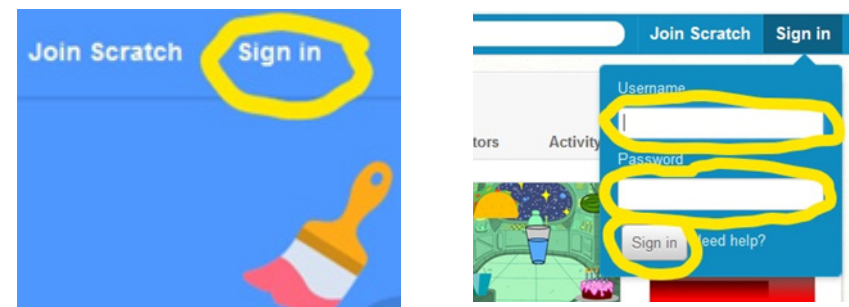 Join Scratch Sign in
Join Scratch Sign in
Username
tors Activity
Password
Sign in Need help?